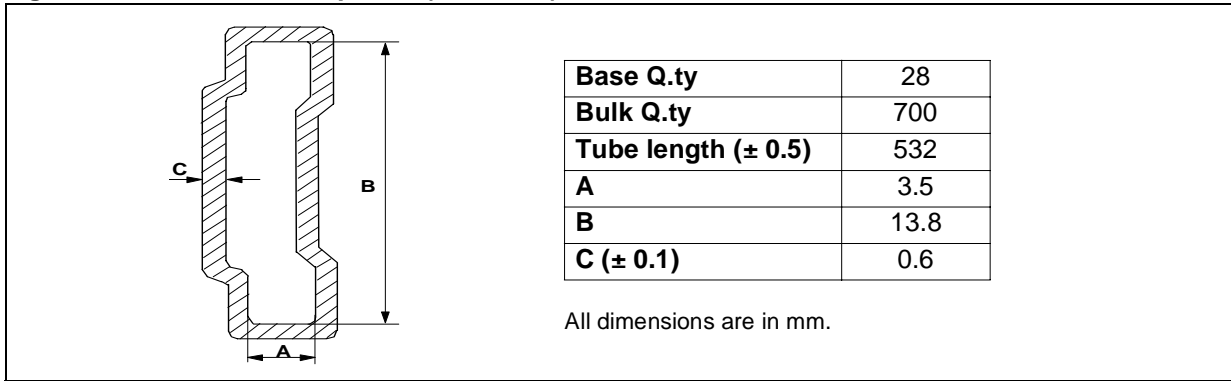 C
B
A
Base Q.ty 28
Bulk Q.ty 700
Tube length (± 0.5) 532
A 3.5
B 13.8
C (± 0.1) 0.6
All dimensions are in mm.